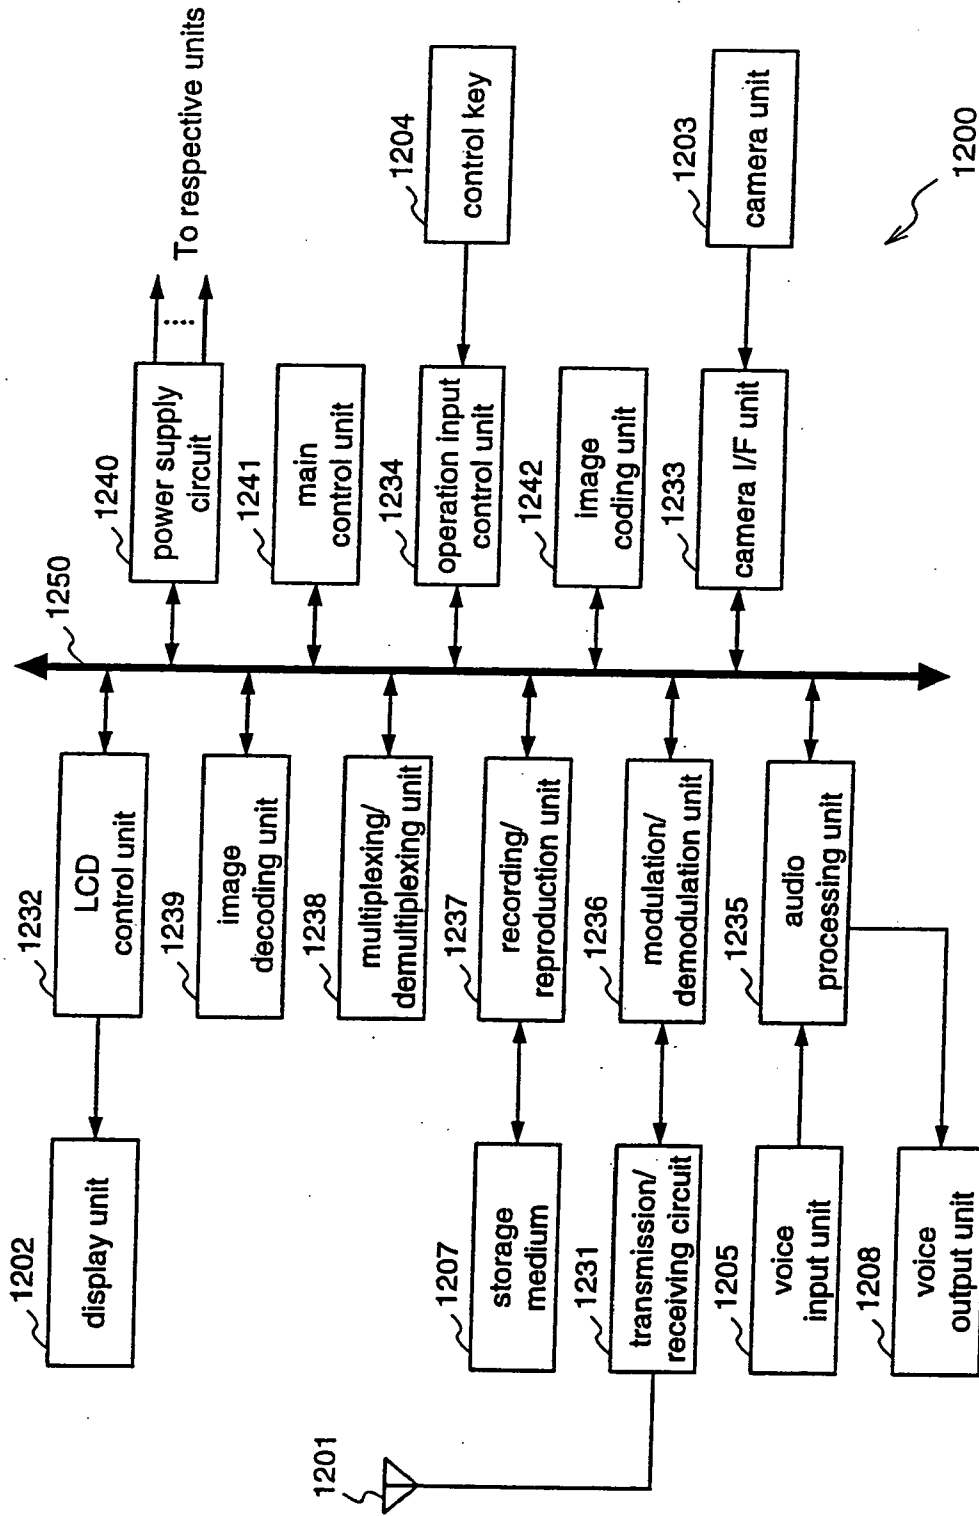 1201
1202
display unit
1207
storage
medium
1231
transmission/
receiving circuit
1205
voice
input unit
1208
voice
output unit
1232
LCD
control unit
1239
image
decoding unit
1238
multiplexing/
demultiplexing unit
1237
recording/
reproduction unit
1236
modulation/
demodulation unit
1235
audio
processing unit
1250
1240
power supply
circuit
1241
main
control unit
1234
operation input
control unit
1242
image
coding unit
1233
camera I/F unit
To respective units
1204
control key
1203
camera unit
1200